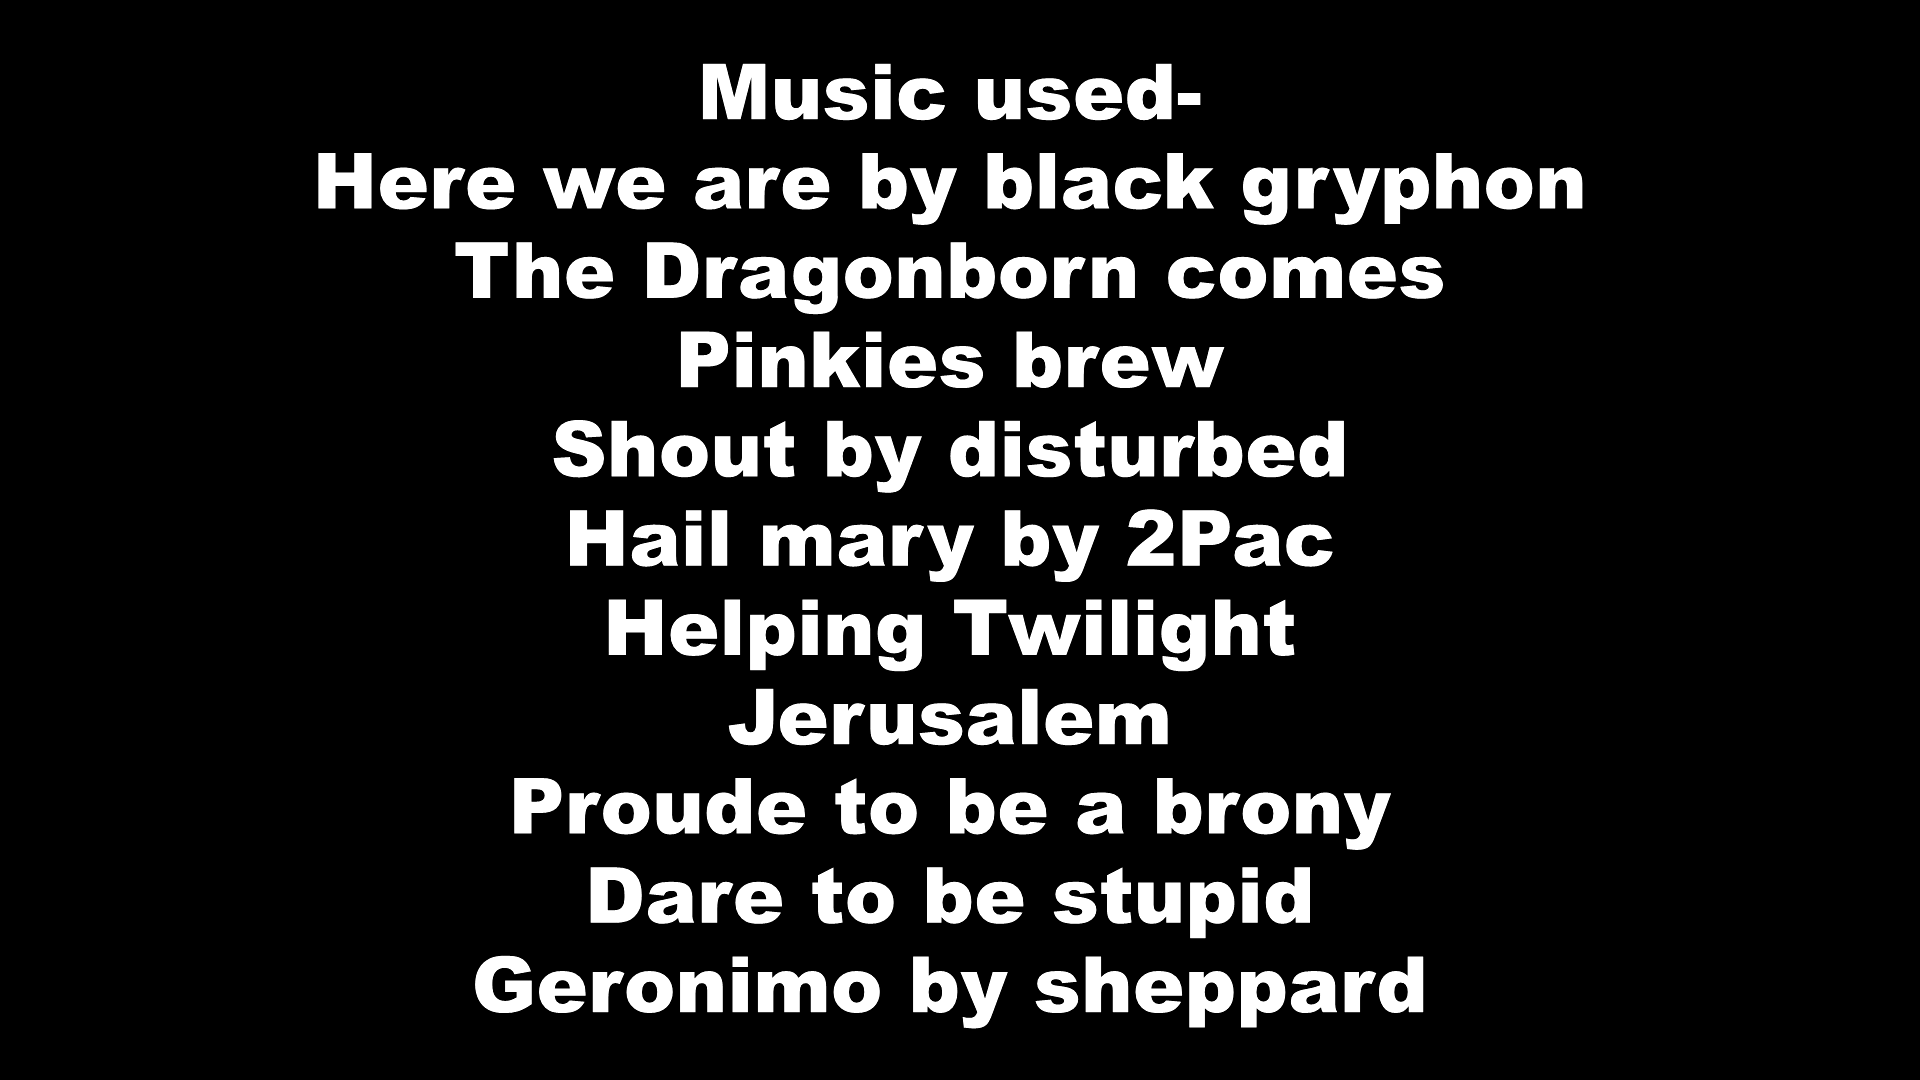 Music used-
Here we are by black gryphon
The Dragonborn comes
Pinkies brew
Shout by disturbed
Hail mary by 2Pac
Helping Twilight
Jerusalem
Proude to be a brony
Dare to be stupid
Geronimo by sheppard